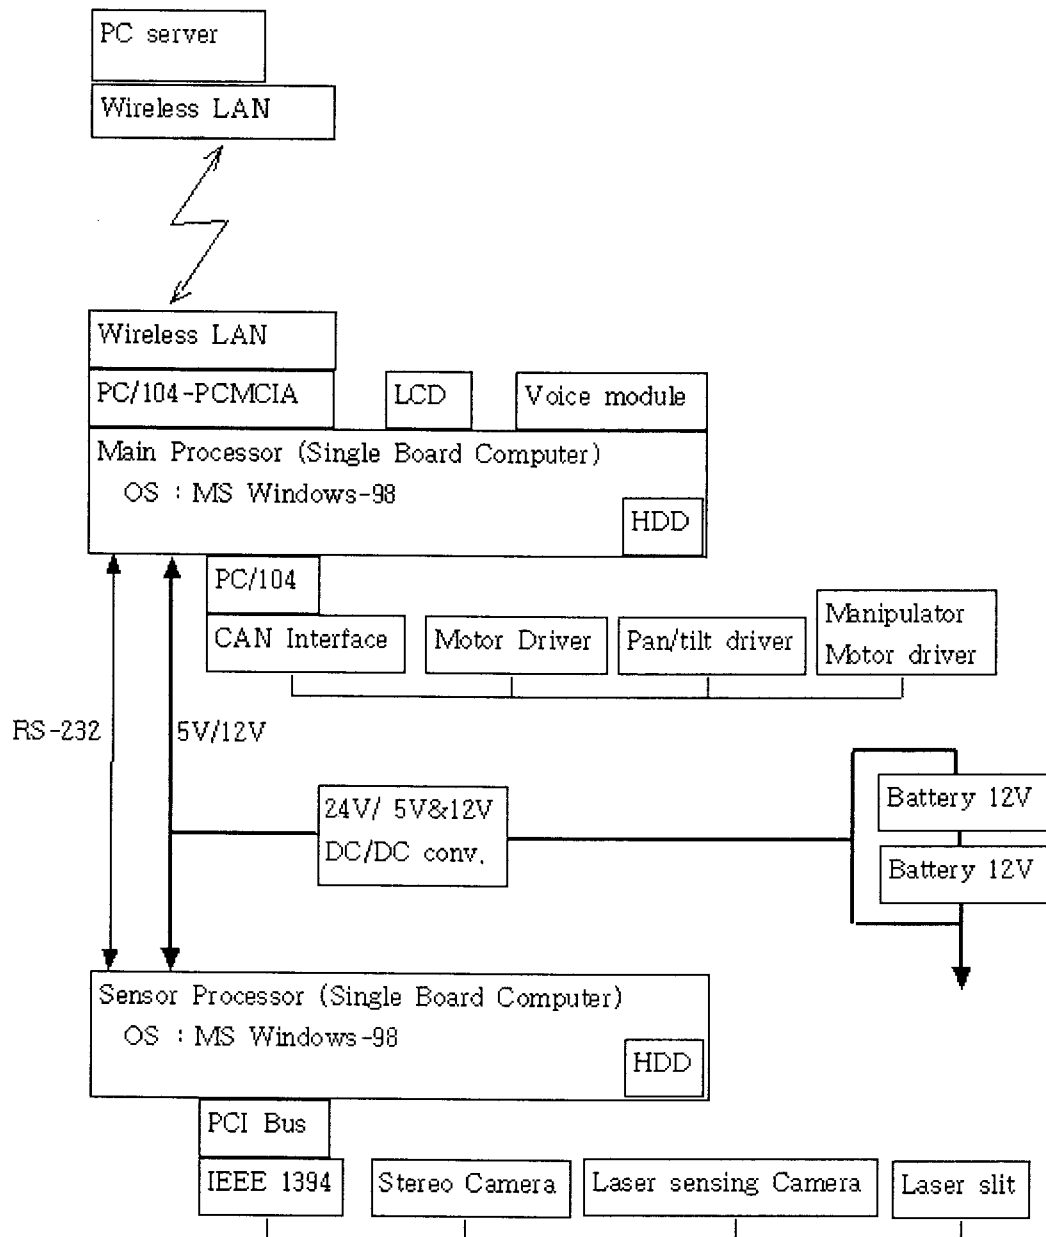 PC server
Wireless LAN
Wireless LAN
PC/104-PCMCIA
LCD
Voice module
Main Processor (Single Board Computer)
OS : MS Windows-98
HDD
PC/104
CAN Interface
Motor Driver
Pan/tilt driver
Manipulator
Motor driver
RS-232
5V/12V
24V/ 5V&12V
DC/DC conv.
Battery 12V
Battery 12V
Sensor Processor (Single Board Computer)
OS : MS Windows-98
HDD
PCI Bus
IEEE 1394
Stereo Camera
Laser sensing Camera
Laser slit